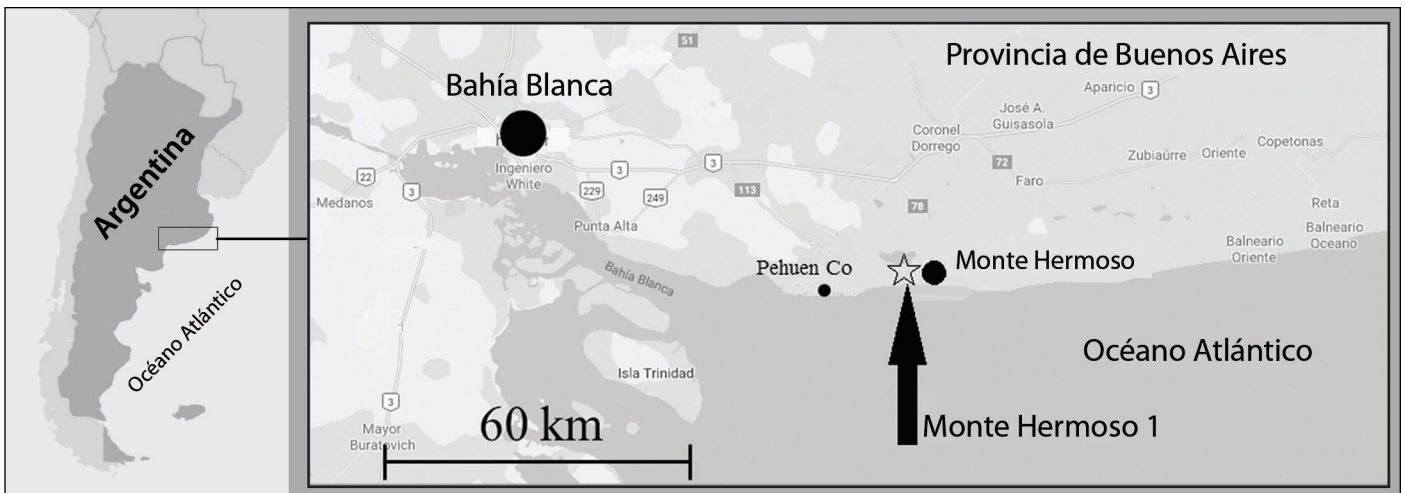 Argentina
Océano Atlántico
Provincia de Buenos Aires
Bahía Blanca
51
Aparicio
3
José A.
Guisasola
Coronel
Dorrego
Copetonas
Ingeniero
White
3
3
72
Zubiaurre
Oriente
22
3
229
249
113
Faro
Medanos
78
Reta
Punta Alta
Balneario
Oceano
Balneario
Oriente
Bahía Blanca
Pehuen Co
Monte Hermoso
Océano Atlántico
Isla Trinidad
3
60 km
Mayor
Buratovich
Monte Hermoso 1